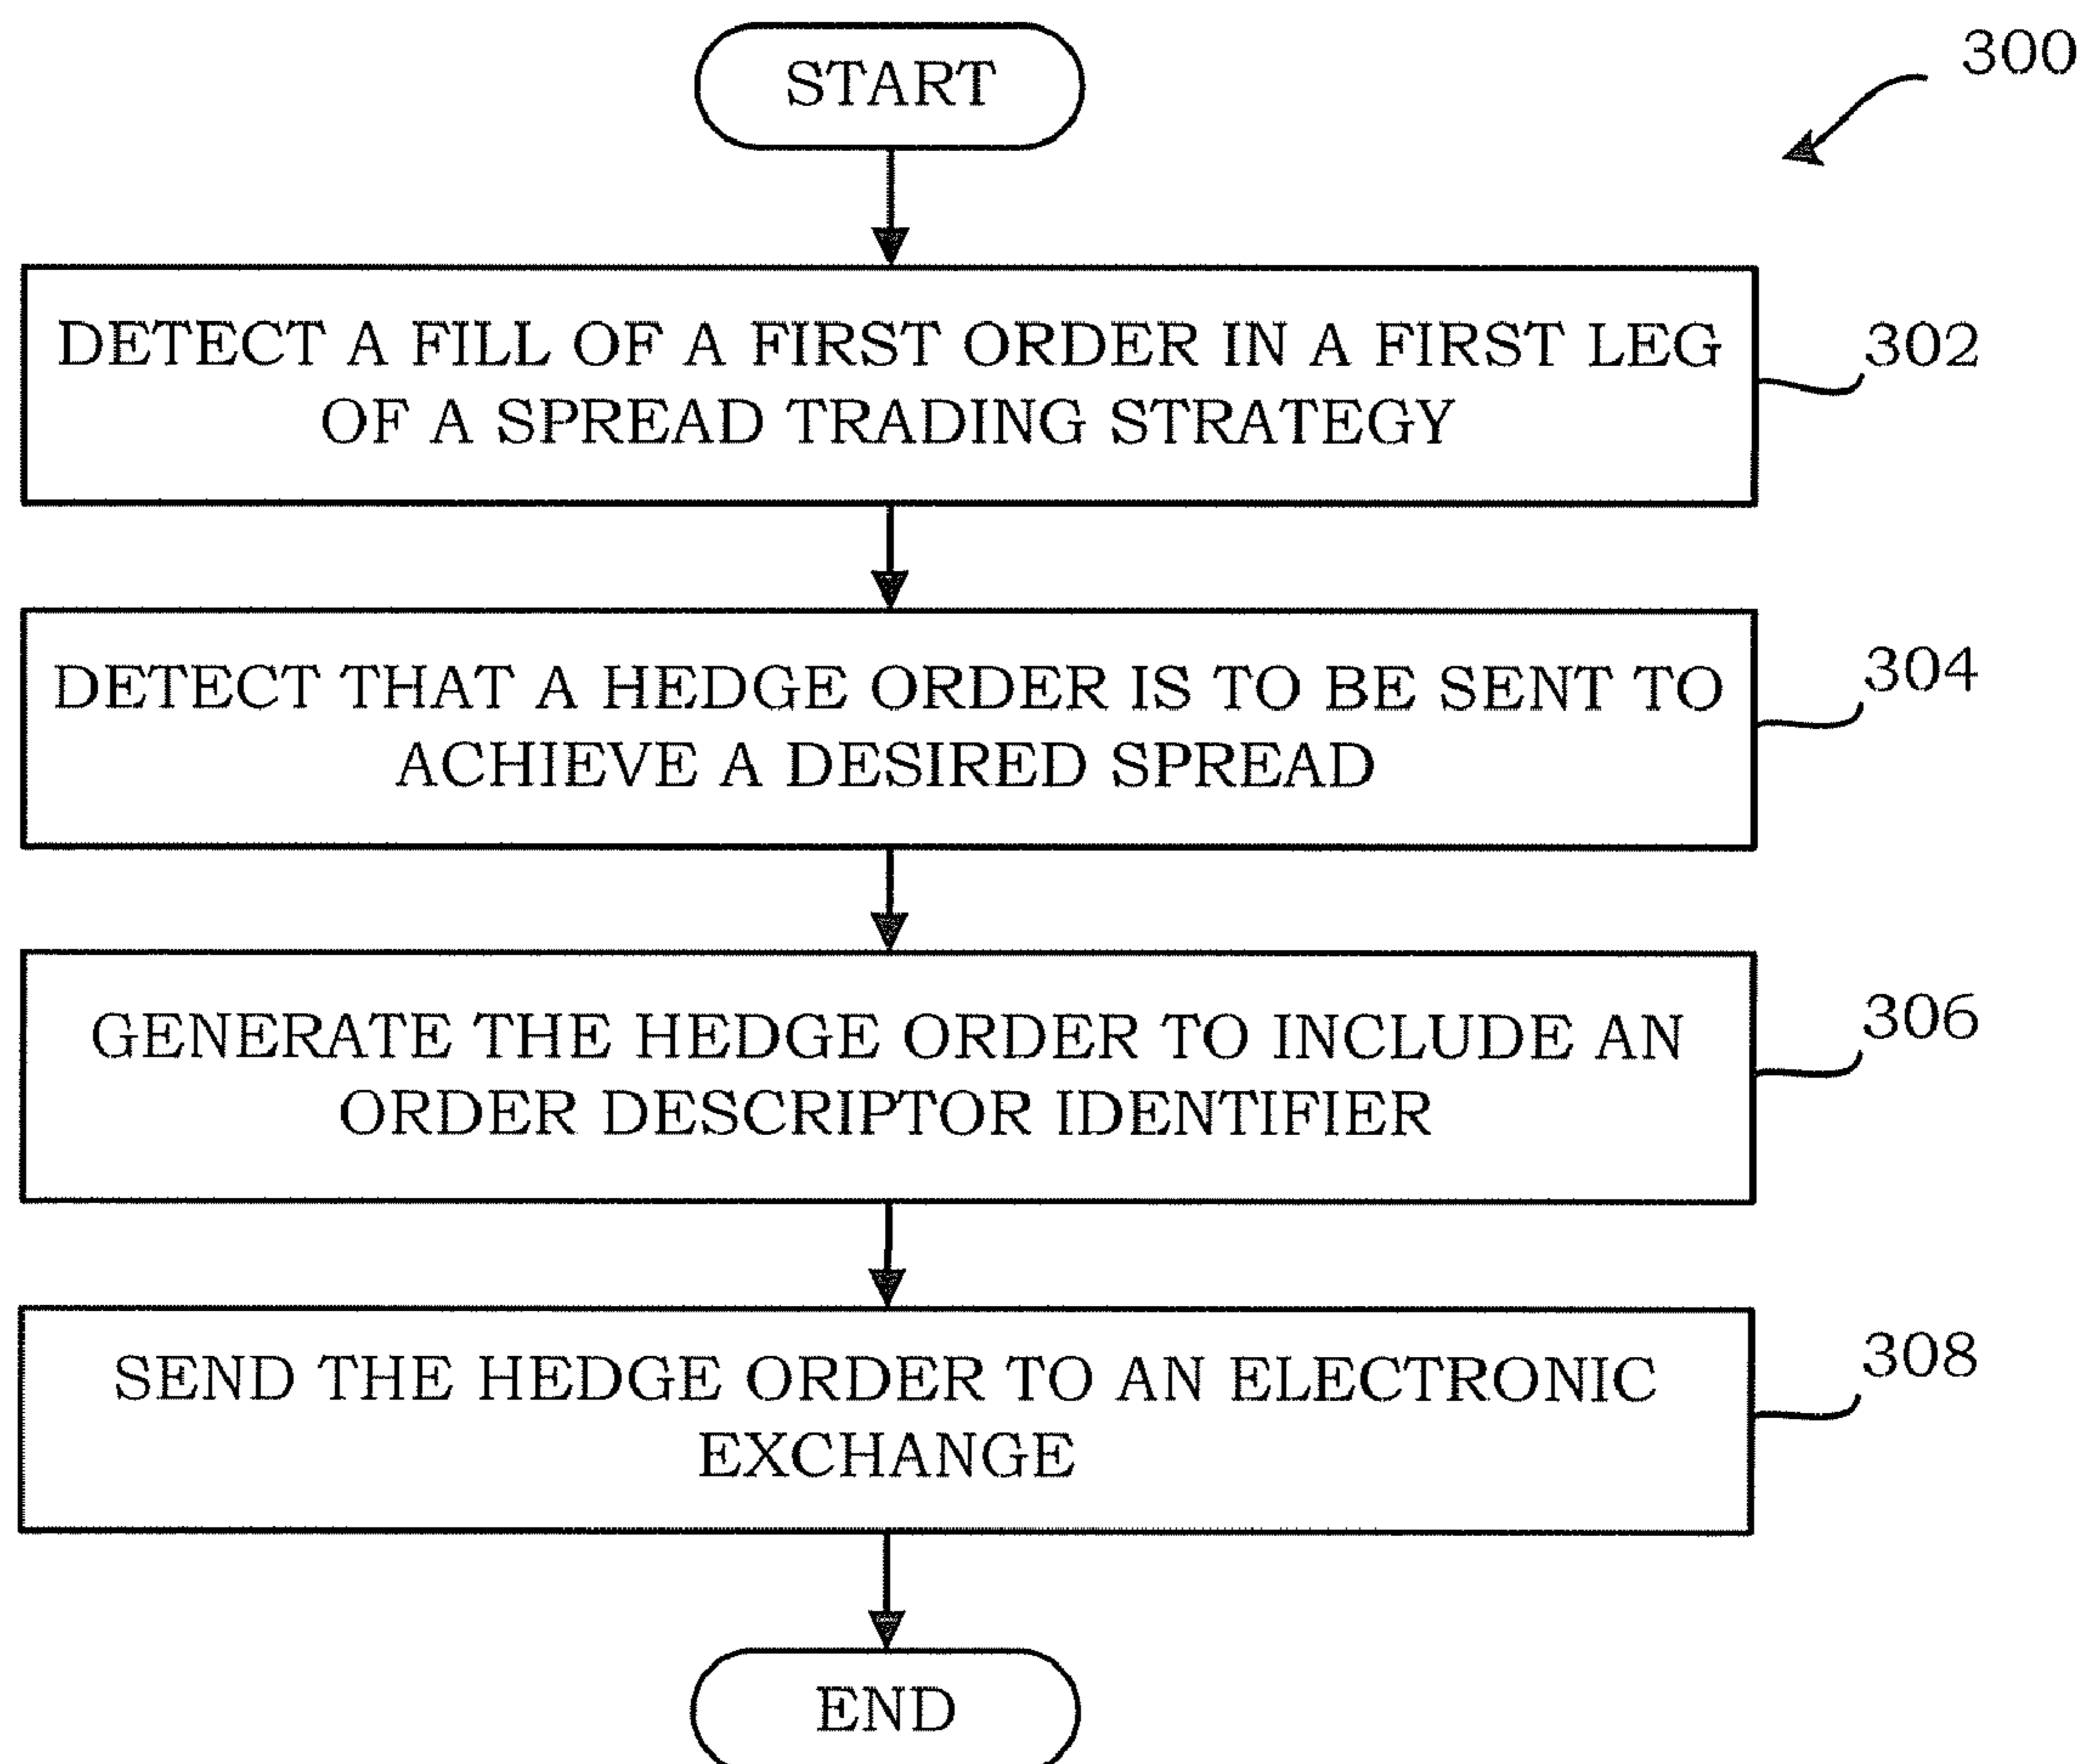 START
300
DETECT A FILL OF A FIRST ORDER IN A FIRST LEG
OF A SPREAD TRADING STRATEGY
302
DETECT THAT A HEDGE ORDER IS TO BE SENT TO
ACHIEVE A DESIRED SPREAD
304
GENERATE THE HEDGE ORDER TO INCLUDE AN
ORDER DESCRIPTOR IDENTIFIER
306
SEND THE HEDGE ORDER TO AN ELECTRONIC
EXCHANGE
308
END